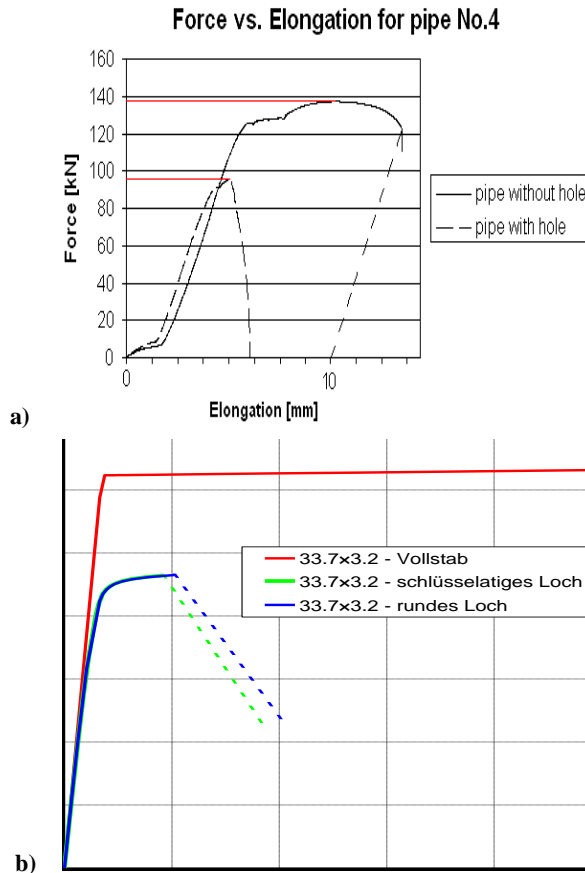 Force vs. Elongation for pipe No.4
160
140
120
100
80
60
40
20
0
Force [kN]
0
10
Elongation [mm]
pipe without hole
pipe with hole
a)
33.7×3.2 - Vollstab
33.7×3.2 - schlüsselatiges Loch
33.7×3.2 - rundes Loch
b)